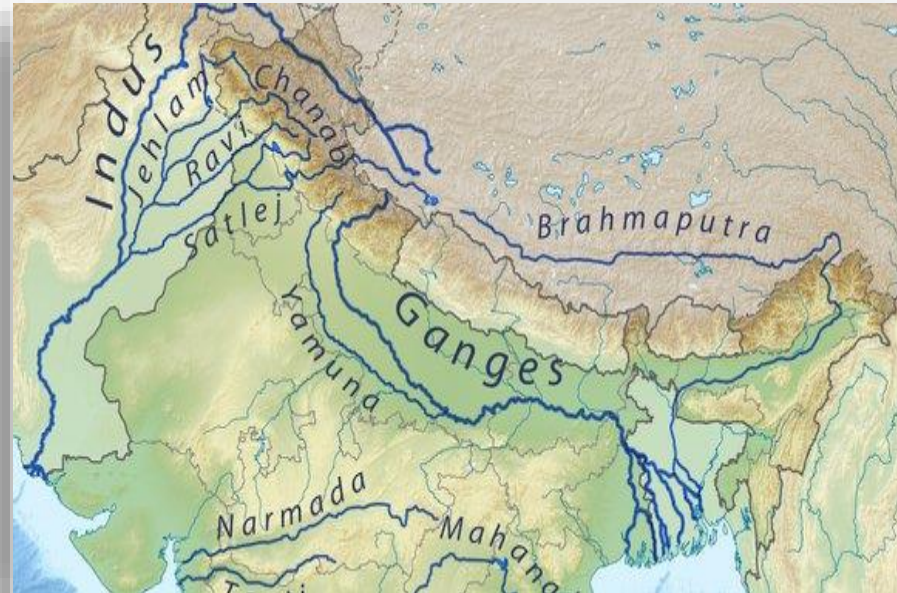 Indus
Jehlam
Chanab
Ravi
Satlej
Brahmaputra
Yamuna
Ganges
Narmada